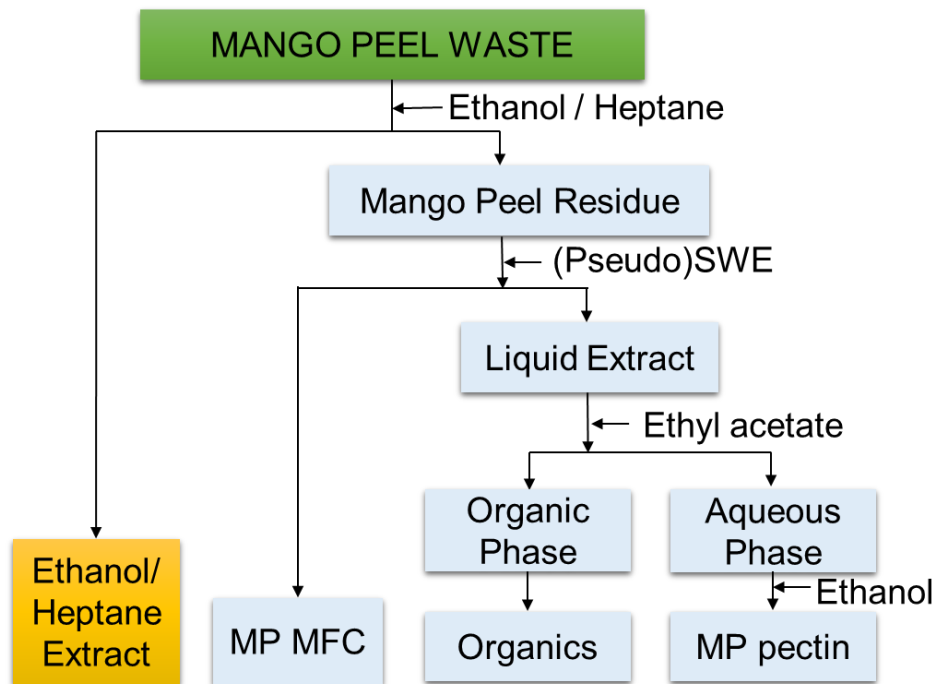 MANGO PEEL WASTE
Ethanol / Heptane
Mango Peel Residue
(Pseudo)SWE
Liquid Extract
Ethyl acetate
Organic
Phase
Aqueous
Phase
Ethanol
Ethanol/
Heptane
Extract
MP MFC
Organics
MP pectin